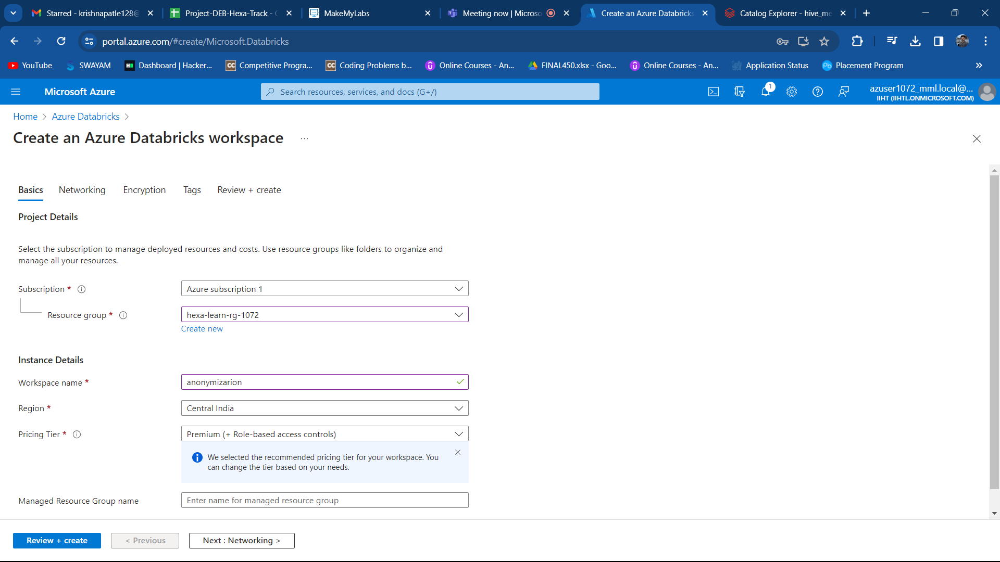 Starred - krishnapatle128@
Project-DEB-Hexa-Track -
MakeMyLabs
Meeting now | Microso
Create an Azure Databricks
Catalog Explorer - hive_me
portal.azure.com/#create/Microsoft.Databricks
YouTube
SWAYAM
Dashboard | Hacker...
CC Competitive Progra...
CC Coding Problems b...
Online Courses - An...
FINAL450.xlsx - Goo...
Online Courses - An...
Application Status
Placement Program
Microsoft Azure
Search resources, services, and docs (G+/)
1
azuser1072_mml.local@...
IIHT (IIHTL.ONMICROSOFT.COM)
Home > Azure Databricks >
Create an Azure Databricks workspace ...
Basics
Networking
Encryption
Tags
Review + create
Project Details
Select the subscription to manage deployed resources and costs. Use resource groups like folders to organize and
manage all your resources.
Subscription *
Azure subscription 1
Resource group *
hexa-learn-rg-1072
Create new
Instance Details
Workspace name *
anonymizarion
Region *
Central India
Pricing Tier *
Premium (+ Role-based access controls)
We selected the recommended pricing tier for your workspace. You
can change the tier based on your needs.
Managed Resource Group name
Enter name for managed resource group
Review + create
< Previous
Next : Networking >